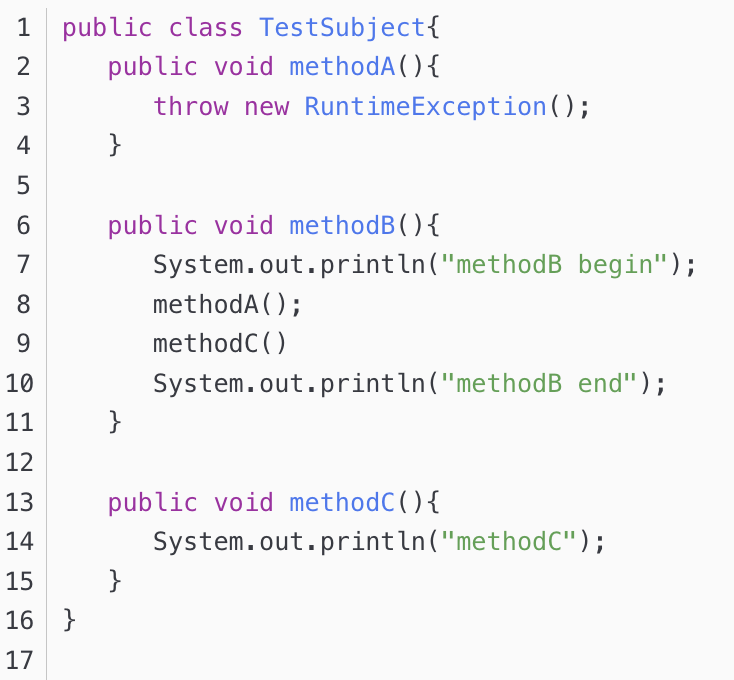 1 public class TestSubject{
2    public void methodA(){
3       throw new RuntimeException();
4    }
5
6    public void methodB(){
7       System.out.println("methodB begin");
8       methodA();
9       methodC()
10       System.out.println("methodB end");
11    }
12
13    public void methodC(){
14       System.out.println("methodC");
15    }
16 }
17